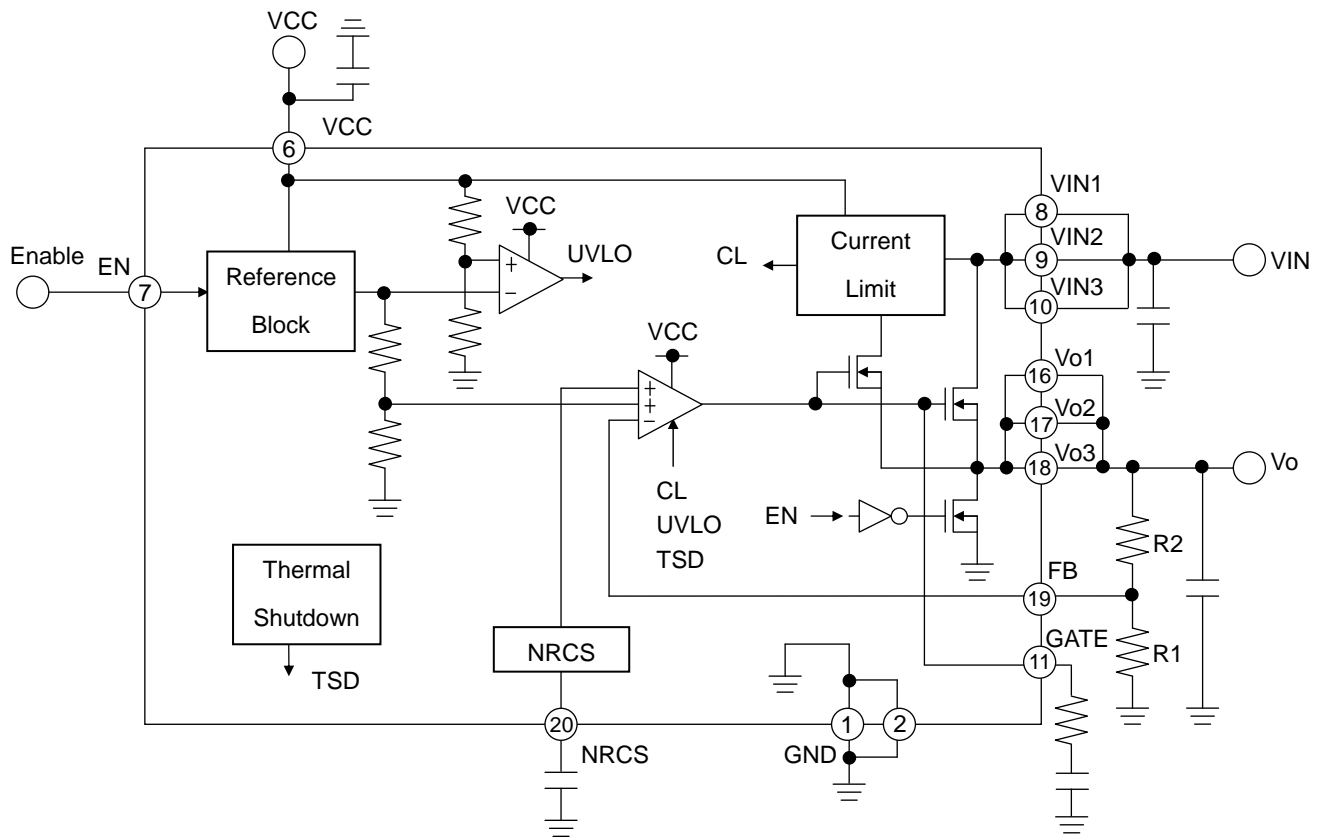 VCC
VCC
6
VIN1
8
VCC
VIN2
Enable
EN
UVLO
CL
Current
Limit
9
VIN
7
Reference
Block
+
−
VIN3
10
VCC
Vo1
16
+
+
−
Vo2
17
Vo3
18
Vo
CL
UVLO
TSD
EN
R2
Thermal
Shutdown
FB
19
NRCS
GATE
11
R1
TSD
20
1
2
NRCS
GND